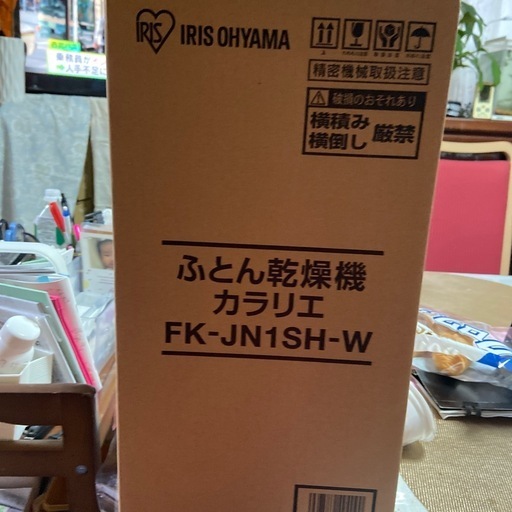 IRIS
IRIS OHYAMA
精密機械取扱注意
破損のおそれあり
横積み
横倒し
厳禁
ふとん乾燥機
カラリエ
FK-JN1SH-W